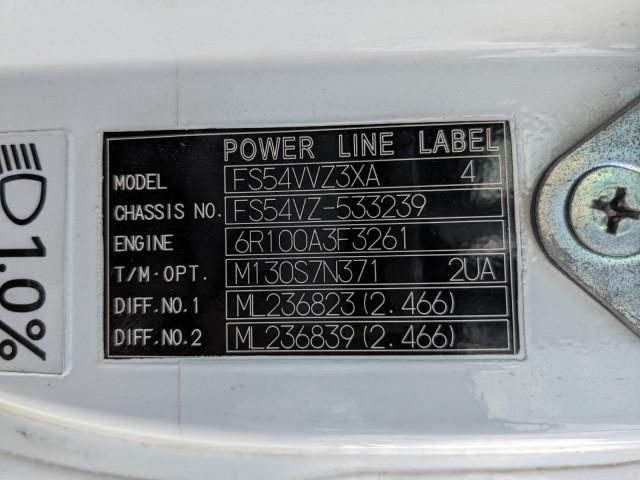 POWER LINE LABEL
MODEL FS54VVZ3XA 4
CHASSIS NO. FS54VZ-533239
ENGINE 6R100A3F3261
T/M·OPT. M130S7N371 2UA
DIFF.NO.1 ML236823(2.466)
DIFF.NO.2 ML236839(2.466)
1.0%